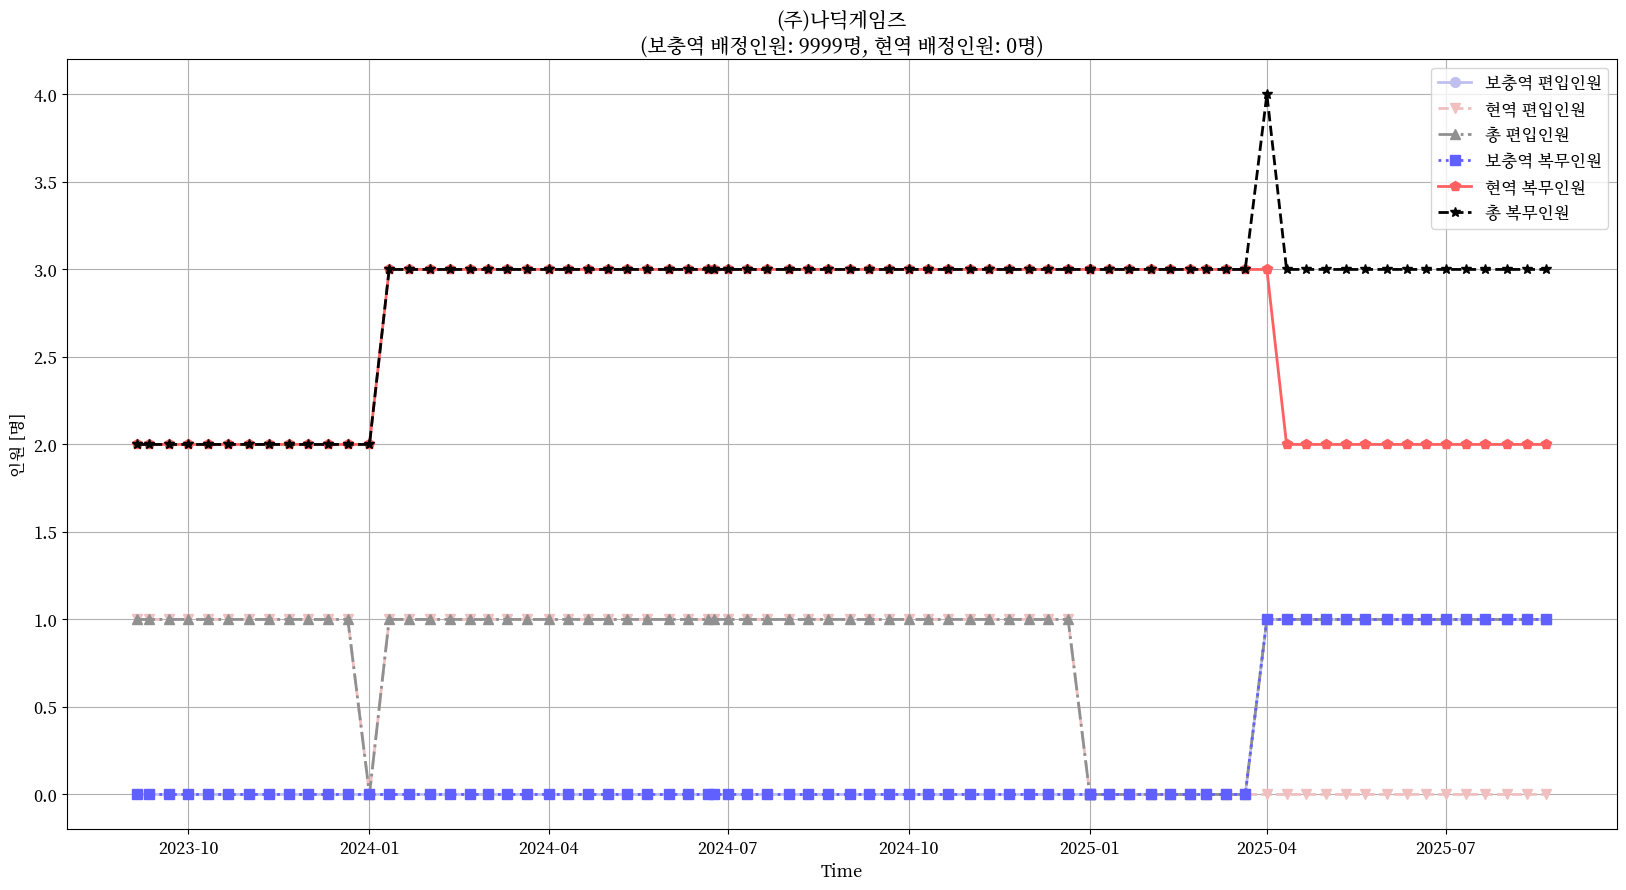 (주)나딕게임즈
(보충역 배정인원: 9999명, 현역 배정인원: 0명)
보충역 편입인원
현역 편입인원
총 편입인원
보충역 복무인원
현역 복무인원
총 복무인원
인원 [명]
4.0
3.5
3.0
2.5
2.0
1.5
1.0
0.5
0.0
2023-10
2024-01
2024-04
2024-07
2024-10
2025-01
2025-04
2025-07
Time